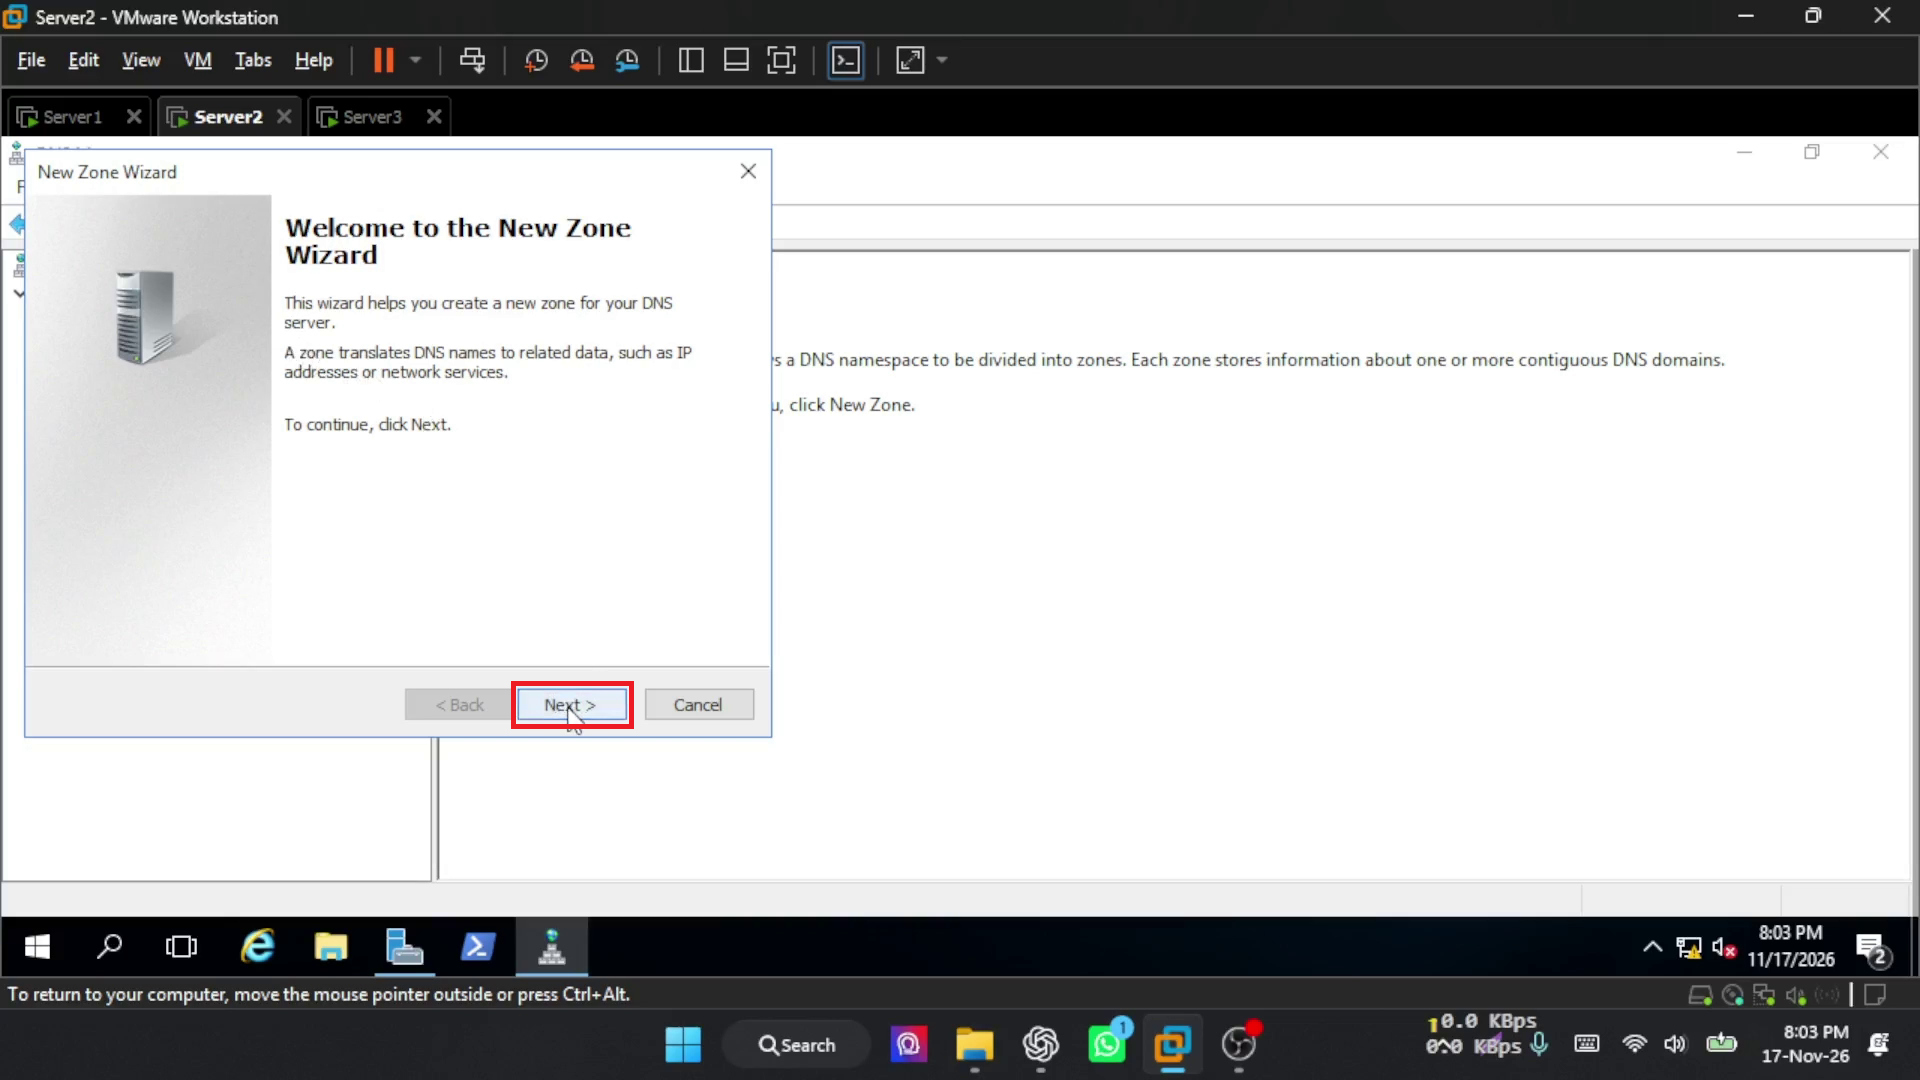 Server2 - VMware Workstation
File Edit View VM Tabs Help
Server1 Server2 Server3
New Zone Wizard
Welcome to the New Zone
Wizard
This wizard helps you create a new zone for your DNS
server.
A zone translates DNS names to related data, such as IP
addresses or network services.
To continue, click Next.
s a DNS namespace to be divided into zones. Each zone stores information about one or more contiguous DNS domains.
u, click New Zone.
< Back Next > Cancel
8:03 PM
11/17/2026
2
To return to your computer, move the mouse pointer outside or press Ctrl+Alt.
Search
1
0.0 KBps
0.0 KBps
8:03 PM
17-Nov-26